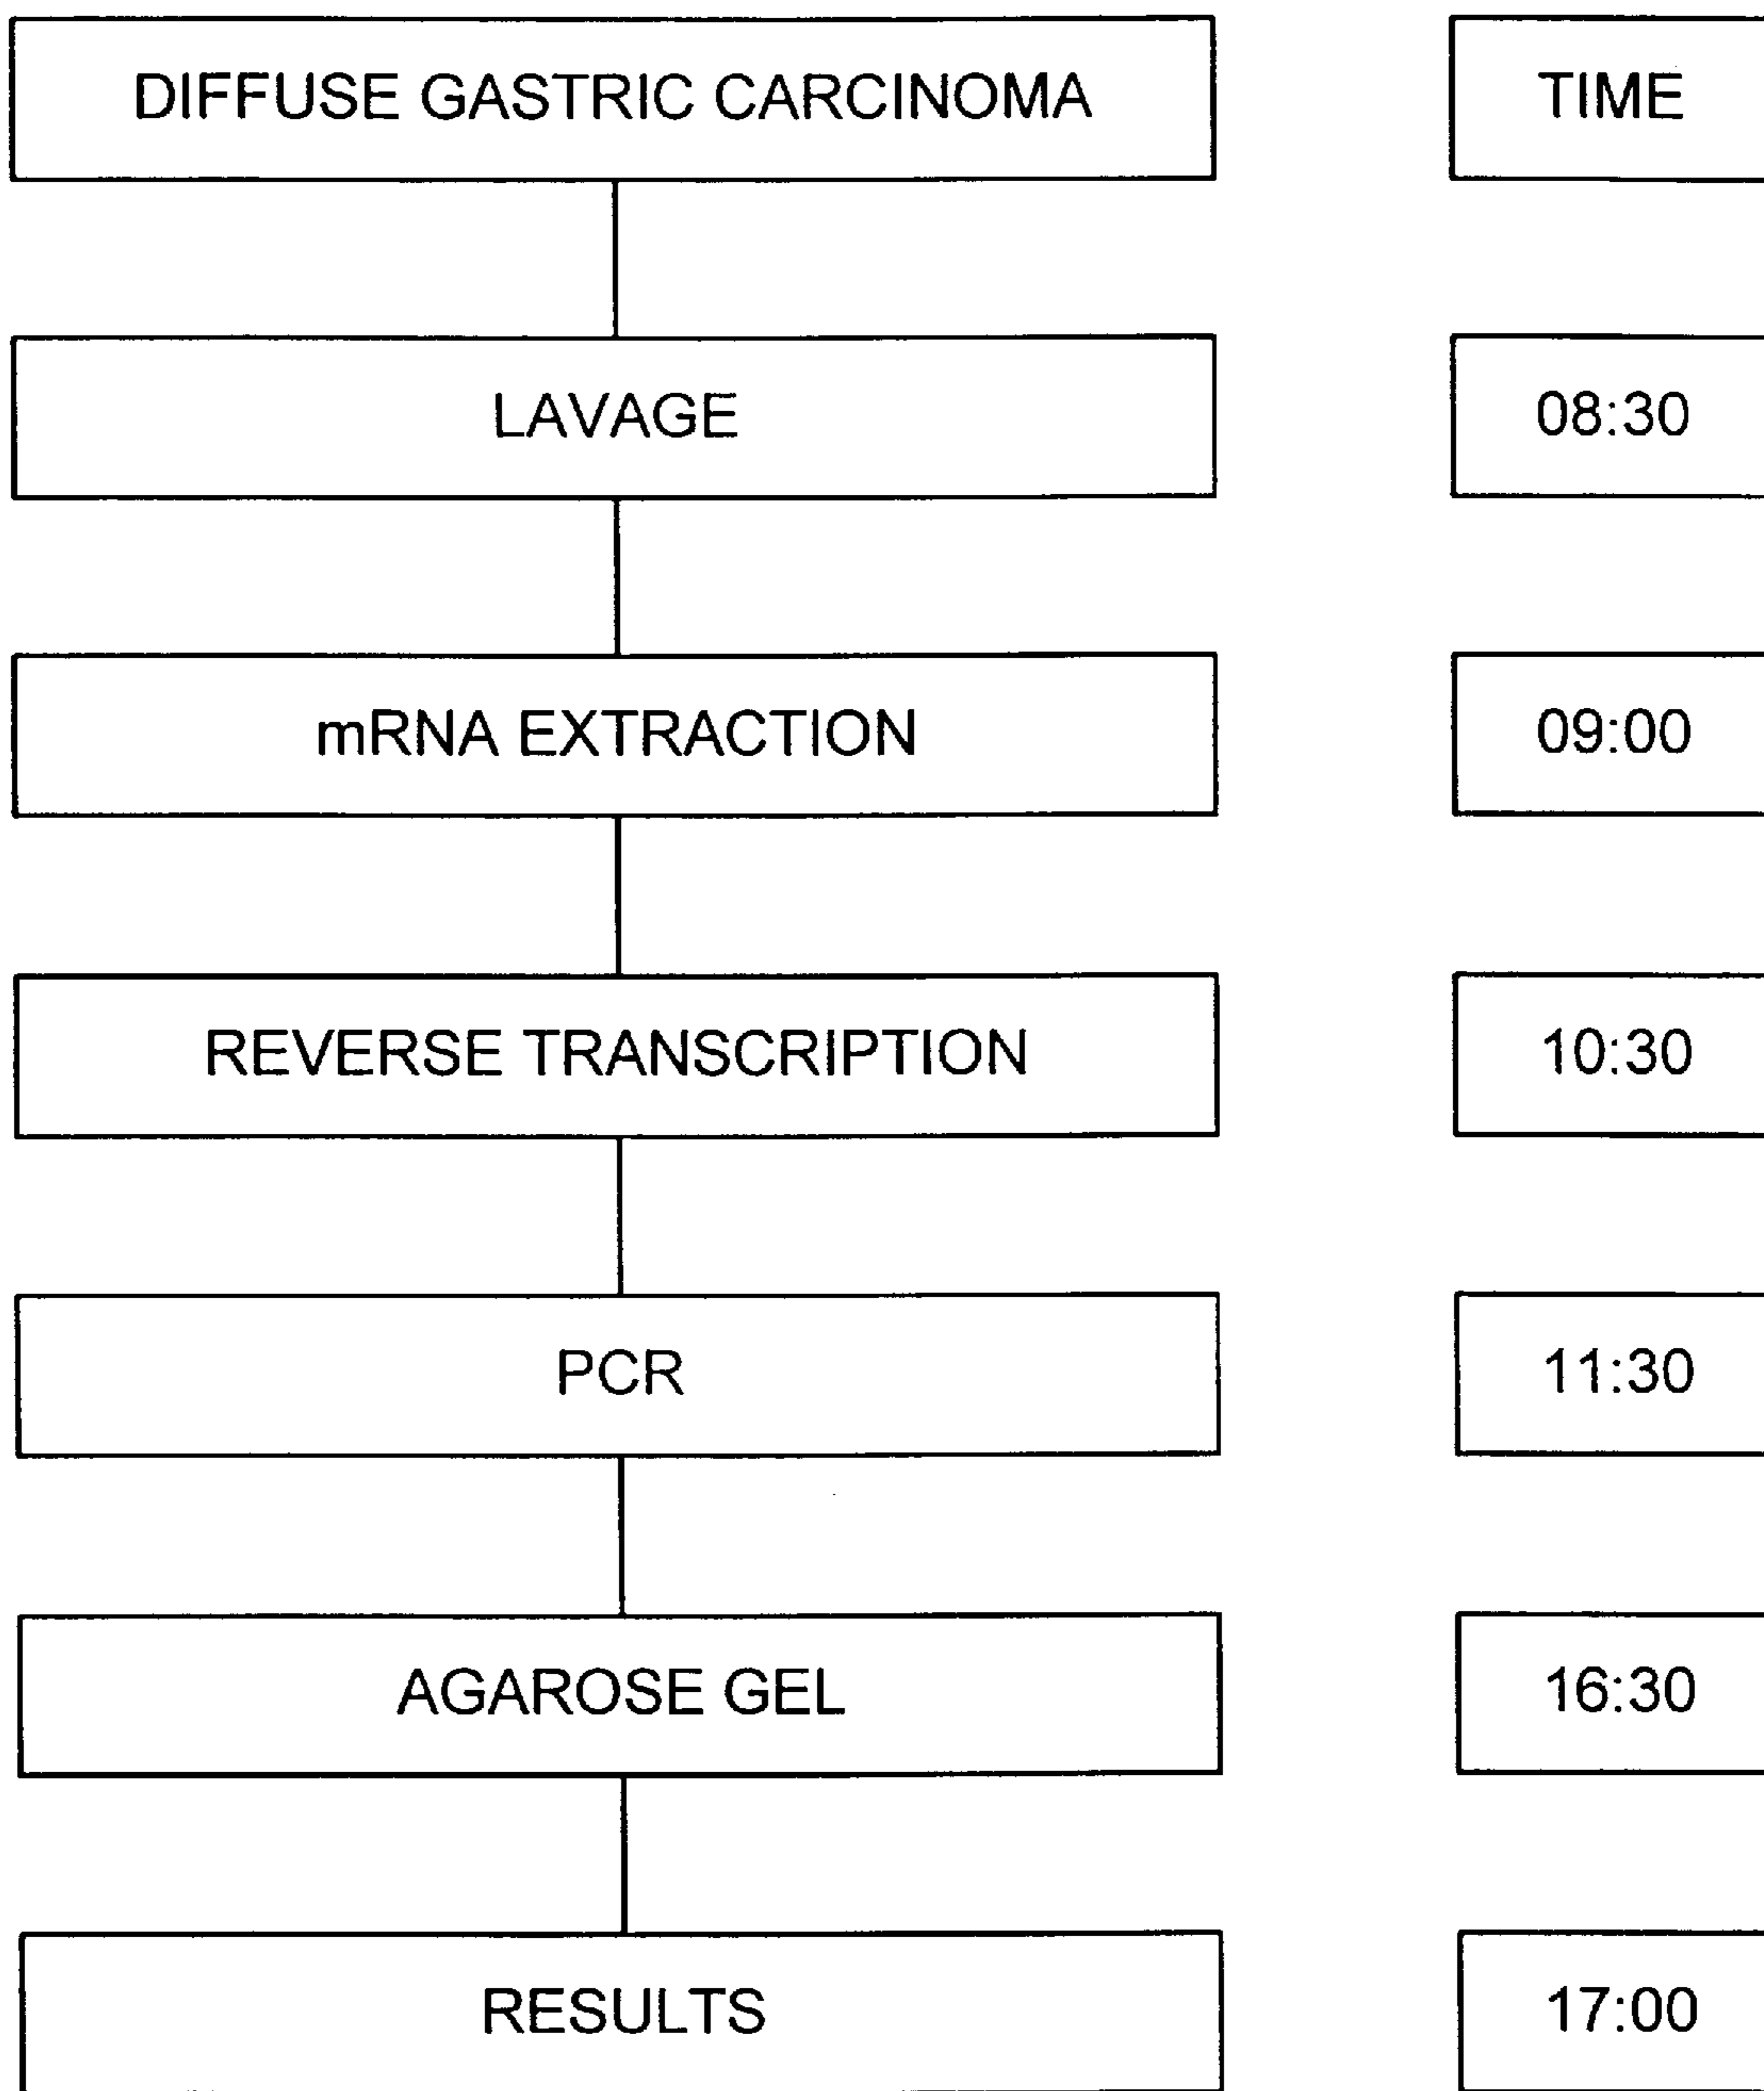 DIFFUSE GASTRIC CARCINOMA TIME
LAVAGE 08:30
mRNA EXTRACTION 09:00
REVERSE TRANSCRIPTION 10:30
PCR 11:30
AGAROSE GEL 16:30
RESULTS 17:00